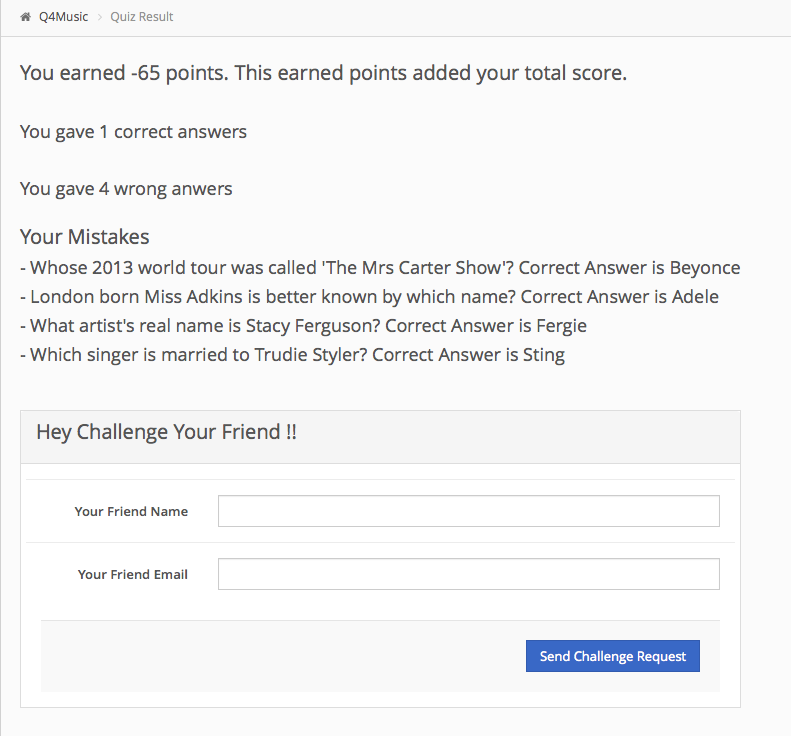 Q4Music > Quiz Result
You earned -65 points. This earned points added your total score.
You gave 1 correct answers
You gave 4 wrong anwers
Your Mistakes
- Whose 2013 world tour was called 'The Mrs Carter Show'? Correct Answer is Beyonce
- London born Miss Adkins is better known by which name? Correct Answer is Adele
- What artist's real name is Stacy Ferguson? Correct Answer is Fergie
- Which singer is married to Trudie Styler? Correct Answer is Sting
Hey Challenge Your Friend !!
Your Friend Name
Your Friend Email
Send Challenge Request